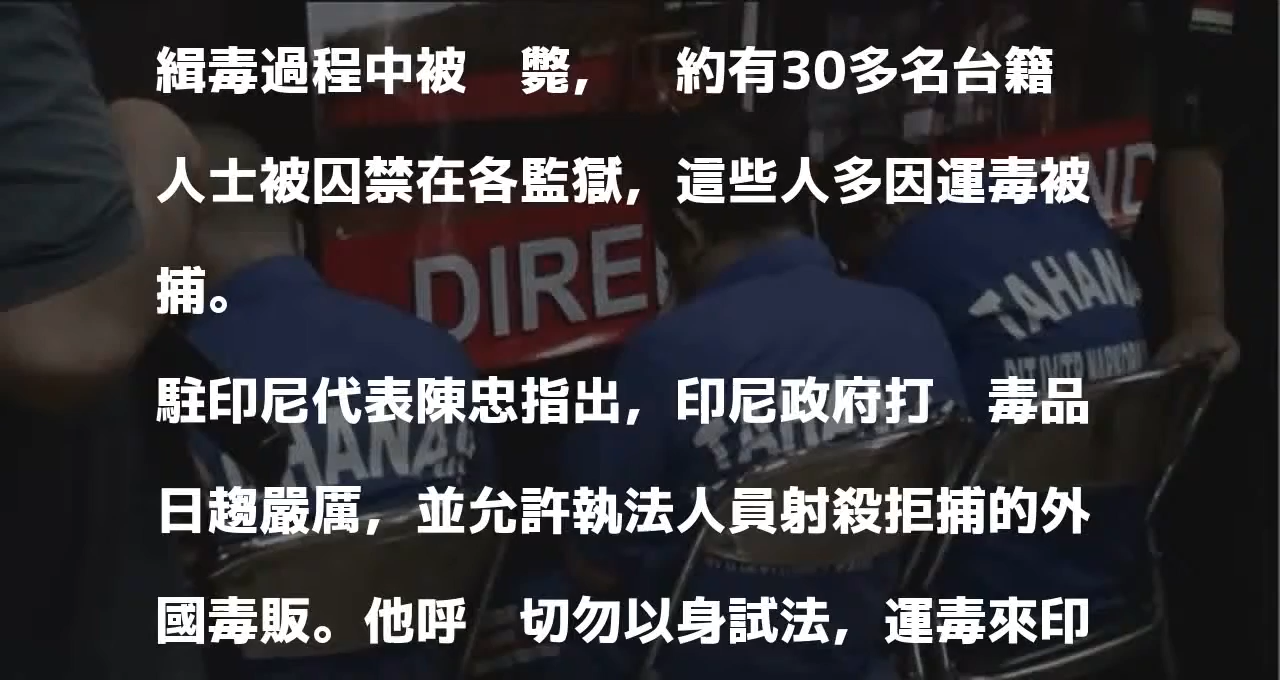 緝毒過程中被　斃，　約有30多名台籍
人士被囚禁在各監獄，這些人多因運毒被
捕。
駐印尼代表陳忠指出，印尼政府打　毒品
日趨嚴厲，並允許執法人員射殺拒捕的外
國毒販。他呼　切勿以身試法，運毒來印
DIRE
TAHANA
AHANA
TAHAN